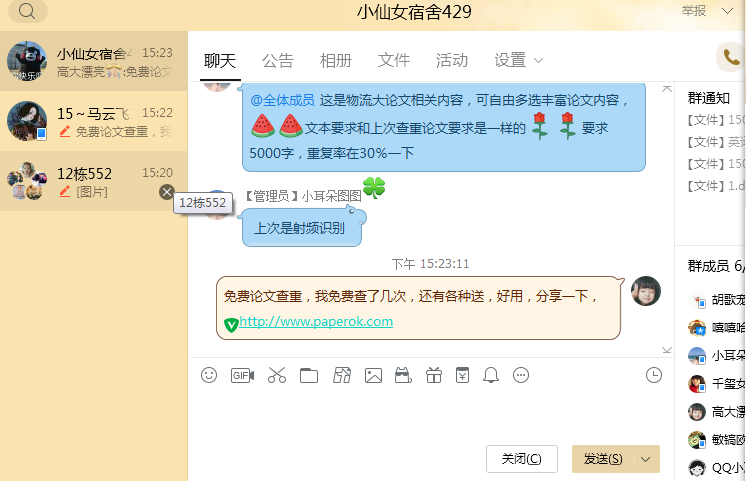 小仙女宿舍429
举报
小仙女宿舍4
15:23
高大漂亮:免费论文
15～马云飞
15:22
免费论文查重，我
12栋552
15:20
[图片]
12栋552
聊天 公告 相册 文件 活动 设置
@全体成员 这是物流大论文相关内容，可自由多选丰富论文内容，
文本要求和上次查重论文要求是一样的 要求
5000字，重复率在30%一下
【管理员】小耳朵图图
上次是射频识别
下午 15:23:11
免费论文查重，我免费查了几次，还有各种送，好用，分享一下，
http://www.paperok.com
GIF
关闭(C)
发送(S)
群通知
【文件】150
【文件】英语
【文件】150
【文件】1.d
群成员 6/
胡歌宠
嘻嘻哈
小耳朵
千玺女
高大漂
敏镐欧
QQ小